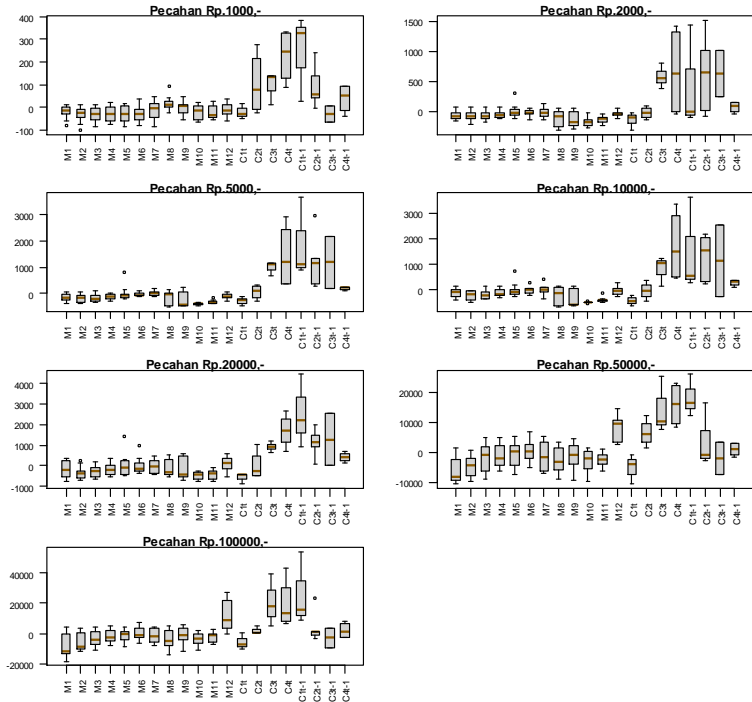 Pecahan Rp.1000,-
400
300
200
100
0
-100
M1 M2 M3 M4 M5 M6 M7 M8 M9 M10 M11 M12 C1t C2t C3t C4t C1t-1 C2t-1 C3t-1 C4t-1
Pecahan Rp.2000,-
1500
1000
500
0
M1 M2 M3 M4 M5 M6 M7 M8 M9 M10 M11 M12 C1t C2t C3t C4t C1t-1 C2t-1 C3t-1 C4t-1
Pecahan Rp.5000,-
3000
2000
1000
0
M1 M2 M3 M4 M5 M6 M7 M8 M9 M10 M11 M12 C1t C2t C3t C4t C1t-1 C2t-1 C3t-1 C4t-1
Pecahan Rp.10000,-
3000
2000
1000
0
M1 M2 M3 M4 M5 M6 M7 M8 M9 M10 M11 M12 C1t C2t C3t C4t C1t-1 C2t-1 C3t-1 C4t-1
Pecahan Rp.20000,-
4000
3000
2000
1000
0
-1000
M1 M2 M3 M4 M5 M6 M7 M8 M9 M10 M11 M12 C1t C2t C3t C4t C1t-1 C2t-1 C3t-1 C4t-1
Pecahan Rp.50000,-
20000
10000
0
-10000
M1 M2 M3 M4 M5 M6 M7 M8 M9 M10 M11 M12 C1t C2t C3t C4t C1t-1 C2t-1 C3t-1 C4t-1
Pecahan Rp.100000,-
40000
20000
0
-20000
M1 M2 M3 M4 M5 M6 M7 M8 M9 M10 M11 M12 C1t C2t C3t C4t C1t-1 C2t-1 C3t-1 C4t-1